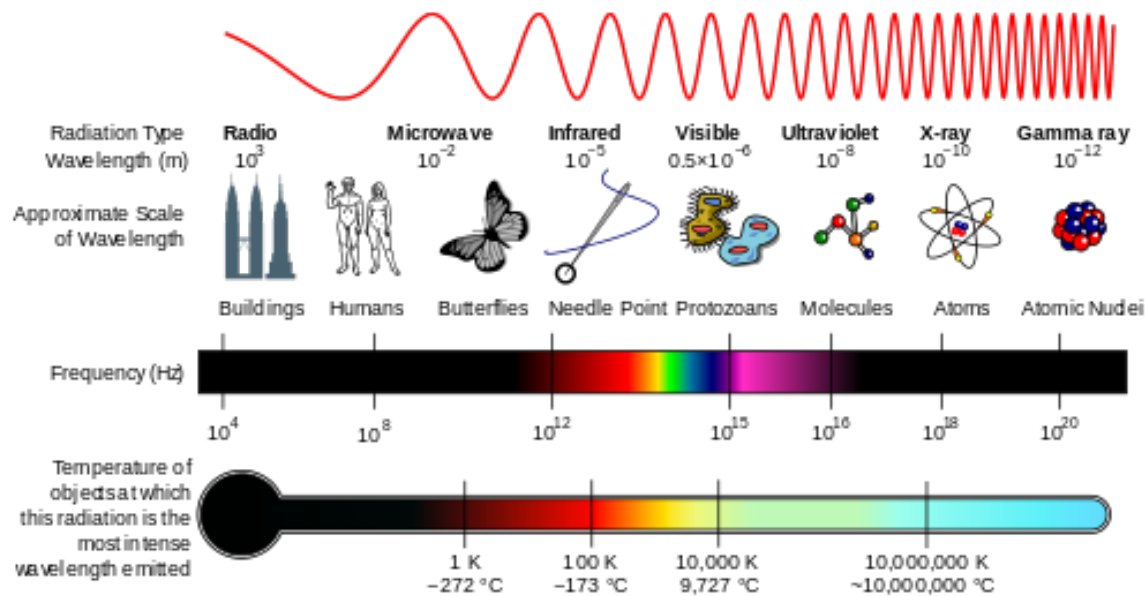 Radiation Type Radio Microwave Infrared Visible Ultraviolet X-ray Gamma ray
Wavelength (m) 10³ 10⁻² 10⁻⁵ 0.5×10⁻⁶ 10⁻⁸ 10⁻¹⁰ 10⁻¹²
Approximate Scale
of Wavelength
Buildings Humans Butterflies Needle Point Protozoans Molecules Atoms Atomic Nuclei
Frequency (Hz)
10⁴ 10⁸ 10¹² 10¹⁵ 10¹⁶ 10¹⁸ 10²⁰
Temperature of
objects at which
this radiation is the
most intense
wavelength emitted
1 K 100 K 10,000 K 10,000,000 K
−272 °C −173 °C 9,727 °C ~10,000,000 °C